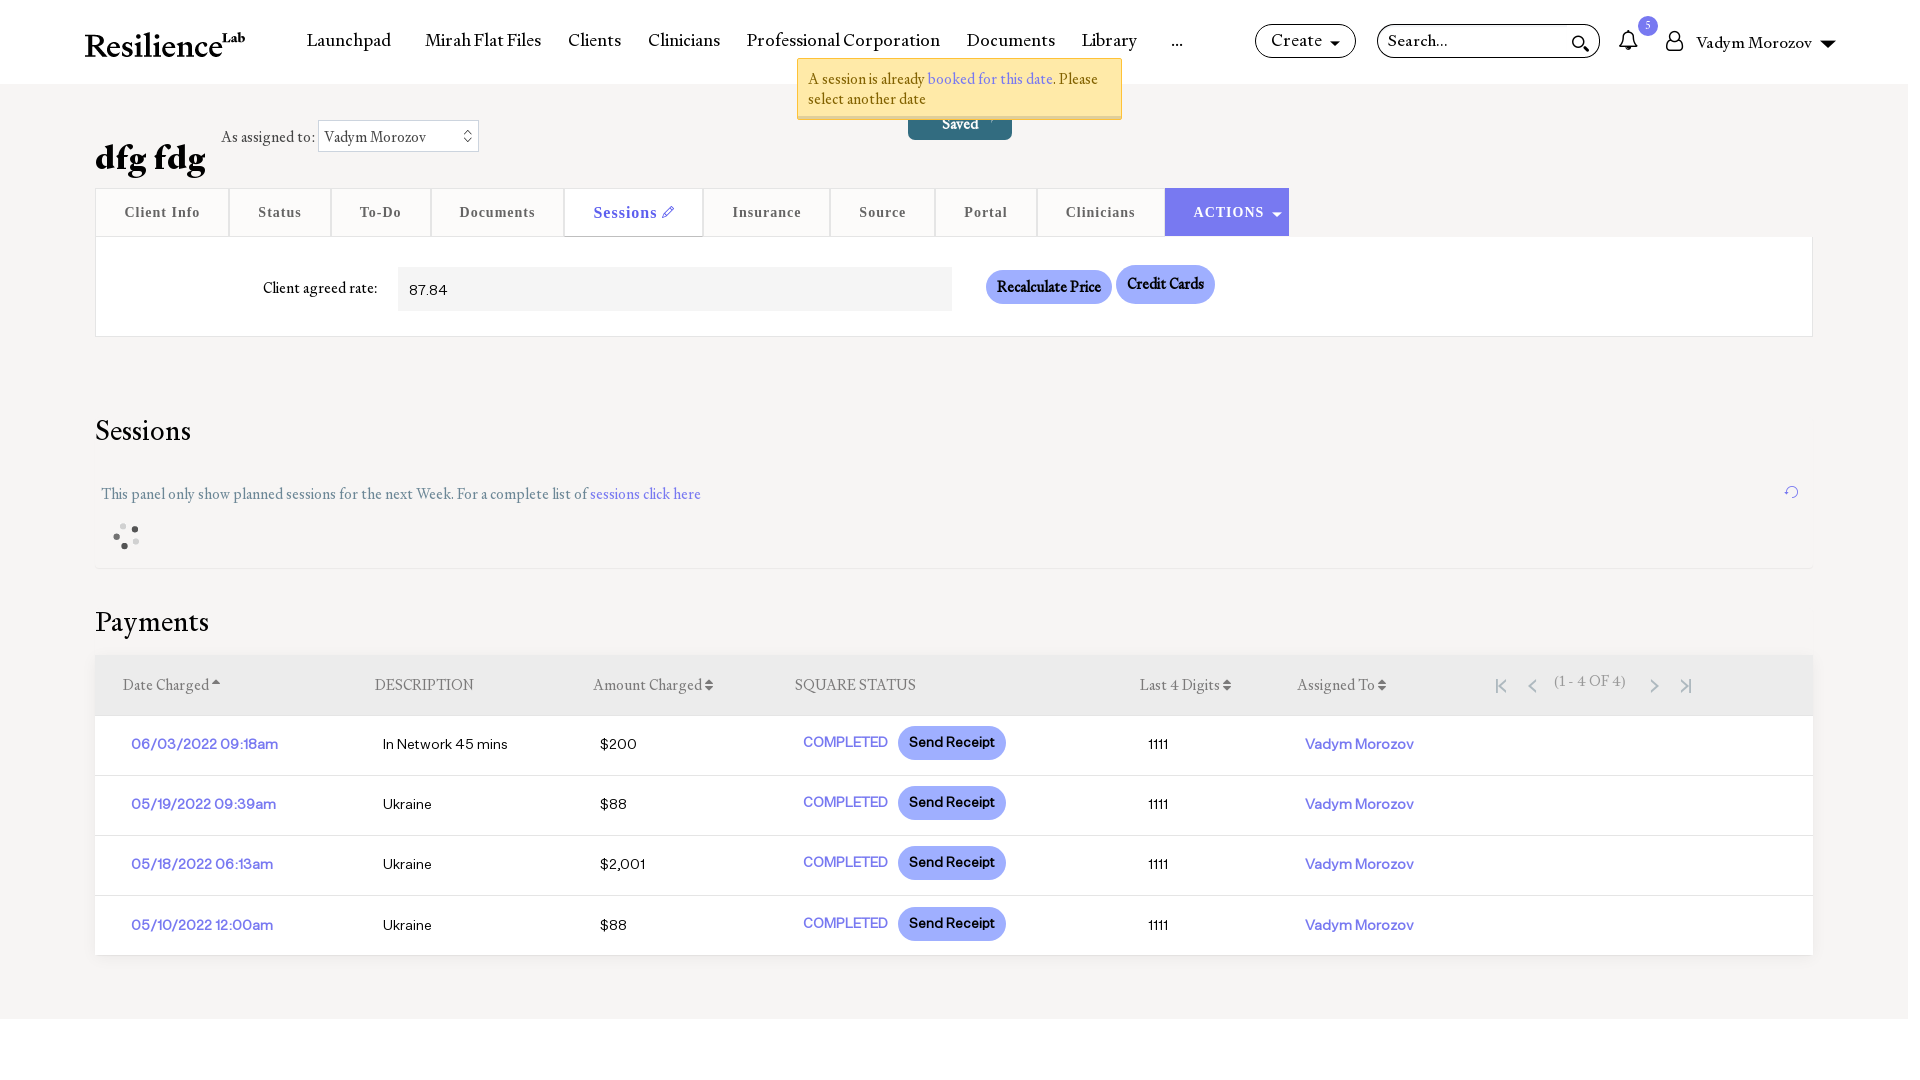 Resilience Lab
Launchpad Mirah Flat Files Clients Clinicians Professional Corporation Documents Library ... Create Search... 5 Vadym Morozov
A session is already booked for this date. Please
select another date
Saved
As assigned to: Vadym Morozov
dfg fdg
Client Info Status To-Do Documents Sessions Insurance Source Portal Clinicians ACTIONS
Client agreed rate: 87.84 Recalculate Price Credit Cards
Sessions
This panel only show planned sessions for the next Week. For a complete list of sessions click here
Payments
Date Charged DESCRIPTION Amount Charged SQUARE STATUS Last 4 Digits Assigned To (1 - 4 OF 4)
06/03/2022 09:18am In Network 45 mins $200 COMPLETED Send Receipt 1111 Vadym Morozov
05/19/2022 09:39am Ukraine $88 COMPLETED Send Receipt 1111 Vadym Morozov
05/18/2022 06:13am Ukraine $2,001 COMPLETED Send Receipt 1111 Vadym Morozov
05/10/2022 12:00am Ukraine $88 COMPLETED Send Receipt 1111 Vadym Morozov